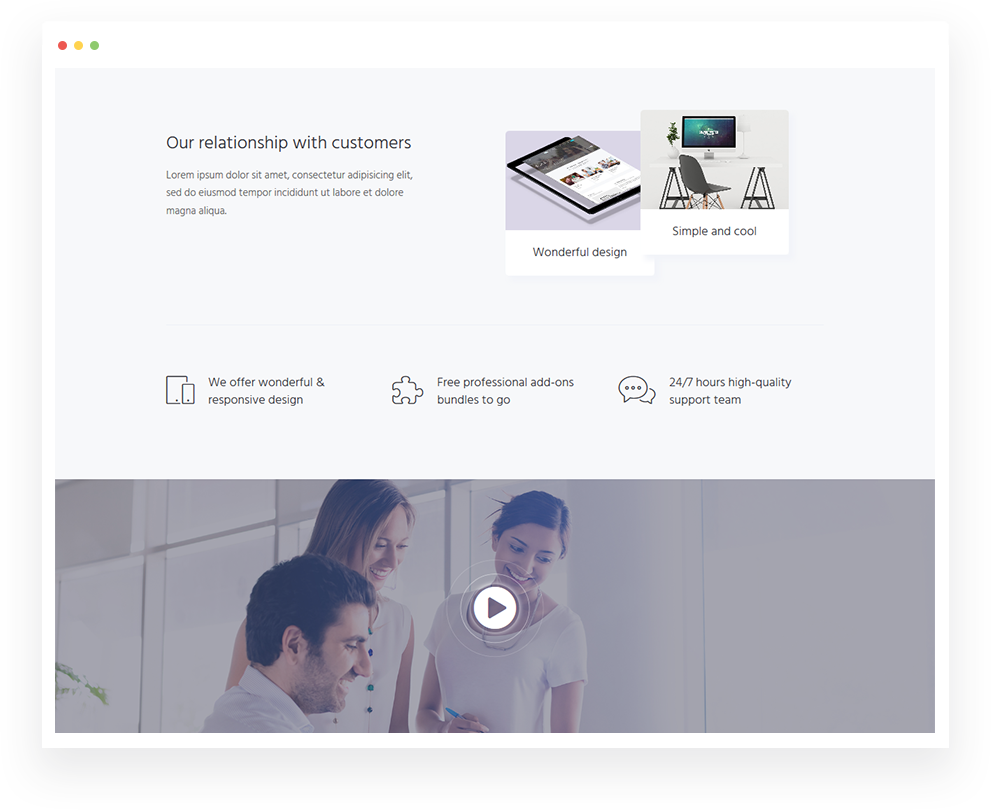 Our relationship with customers
Lorem ipsum dolor sit amet, consectetur adipisicing elit,
sed do eiusmod tempor incididunt ut labore et dolore
magna aliqua.
Wonderful design
Simple and cool
We offer wonderful &
responsive design
Free professional add-ons
bundles to go
24/7 hours high-quality
support team